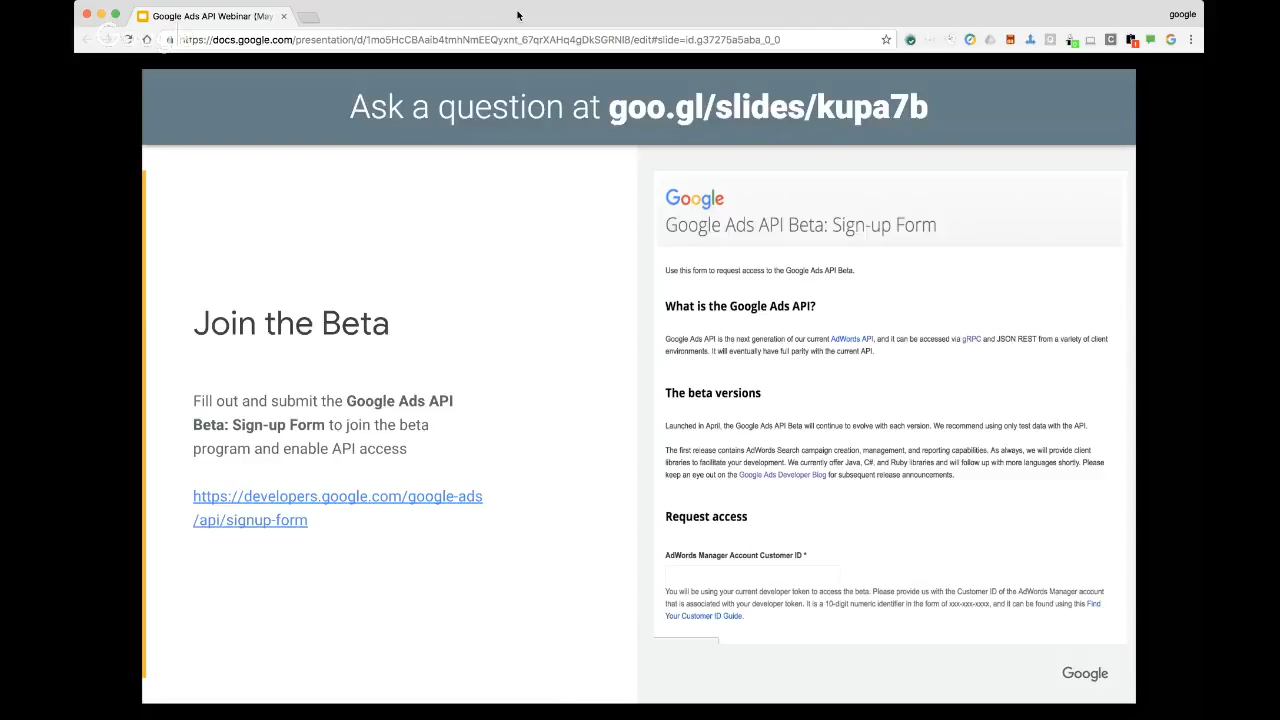 Google Ads API Webinar (May
google
https://docs.google.com/presentation/d/1mo5HcCBAaib4tmhNmEEQyxnt_67qrXAHq4gDkSGRNI8/edit#slide=id.g37275a5aba_0_0
Ask a question at goo.gl/slides/kupa7b
Join the Beta
Fill out and submit the Google Ads API
Beta: Sign-up Form to join the beta
program and enable API access
https://developers.google.com/google-ads
/api/signup-form
Google
Google Ads API Beta: Sign-up Form
Use this form to request access to the Google Ads API Beta.
What is the Google Ads API?
Google Ads API is the next generation of our current AdWords API, and it can be accessed via gRPC and JSON REST from a variety of client
environments. It will eventually have full parity with the current API.
The beta versions
Launched in April, the Google Ads API Beta will continue to evolve with each version. We recommend using only test data with the API.
The first release contains AdWords Search campaign creation, management, and reporting capabilities. As always, we will provide client
libraries to facilitate your development. We currently offer Java, C#, and Ruby libraries and will follow up with more languages shortly. Please
keep an eye out on the Google Ads Developer Blog for subsequent release announcements.
Request access
AdWords Manager Account Customer ID *
You will be using your current developer token to access the beta. Please provide us with the Customer ID of the AdWords Manager account
that is associated with your developer token. It is a 10-digit numeric identifier in the form of xxx-xxx-xxxx, and it can be found using this Find
Your Customer ID Guide.
Google